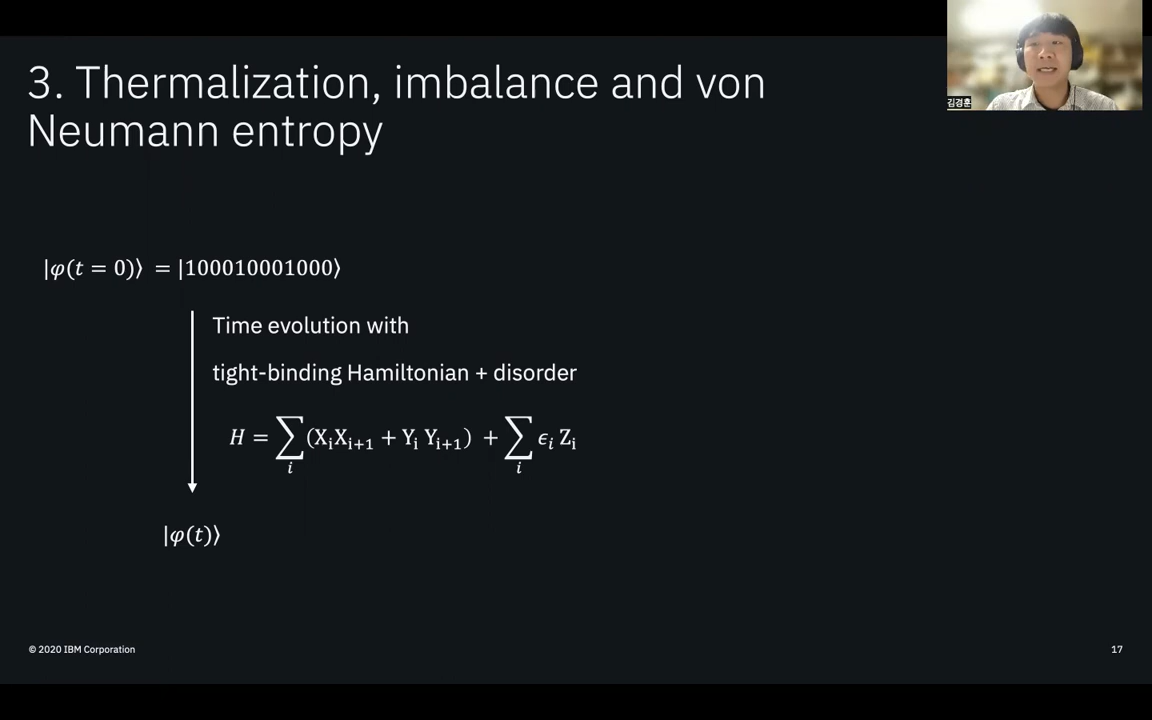 3. Thermalization, imbalance and von
Neumann entropy
김경훈
|φ(t = 0)⟩ = |100010001000⟩
Time evolution with
tight-binding Hamiltonian + disorder
H = ∑ᵢ (XᵢXᵢ₊₁ + Yᵢ Yᵢ₊₁) + ∑ᵢ ϵᵢ Zᵢ
|φ(t)⟩
© 2020 IBM Corporation
17